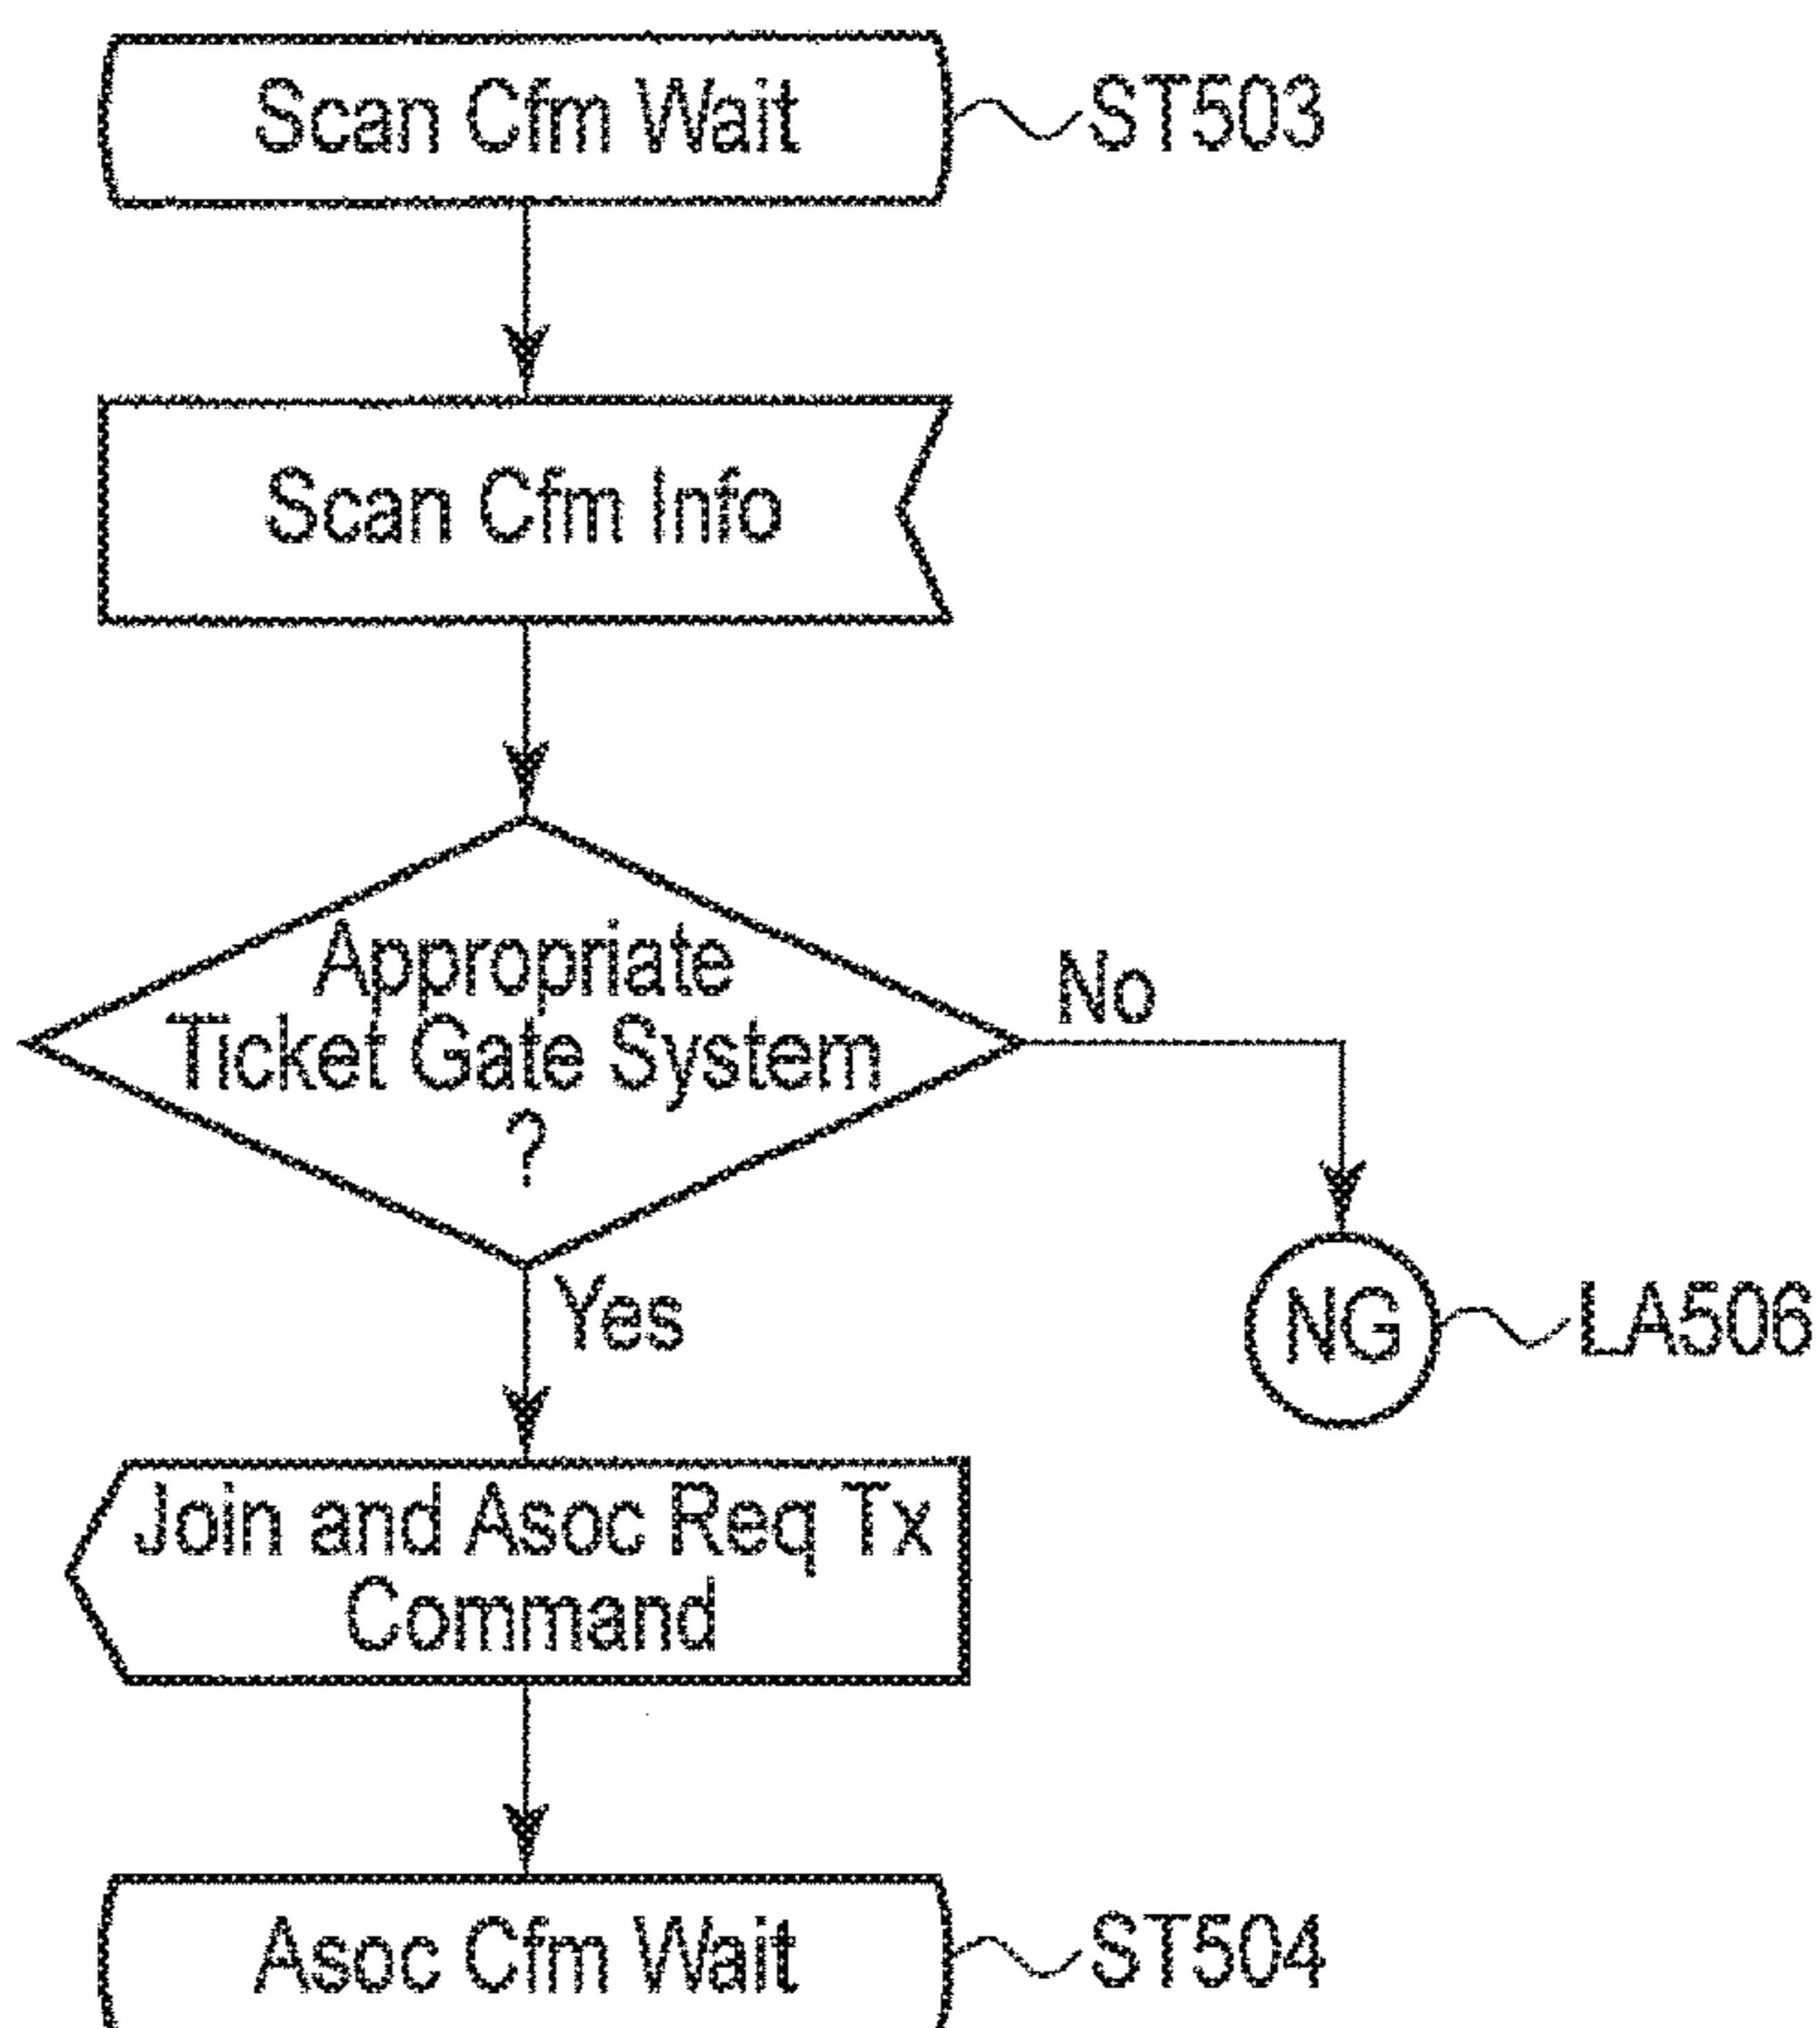 Scan Cfm Wait
ST503
Scan Cfm Info
Appropriate
Ticket Gate System
?
No
Yes
NG
LA506
Join and Asoc Req Tx
Command
Asoc Cfm Wait
ST504